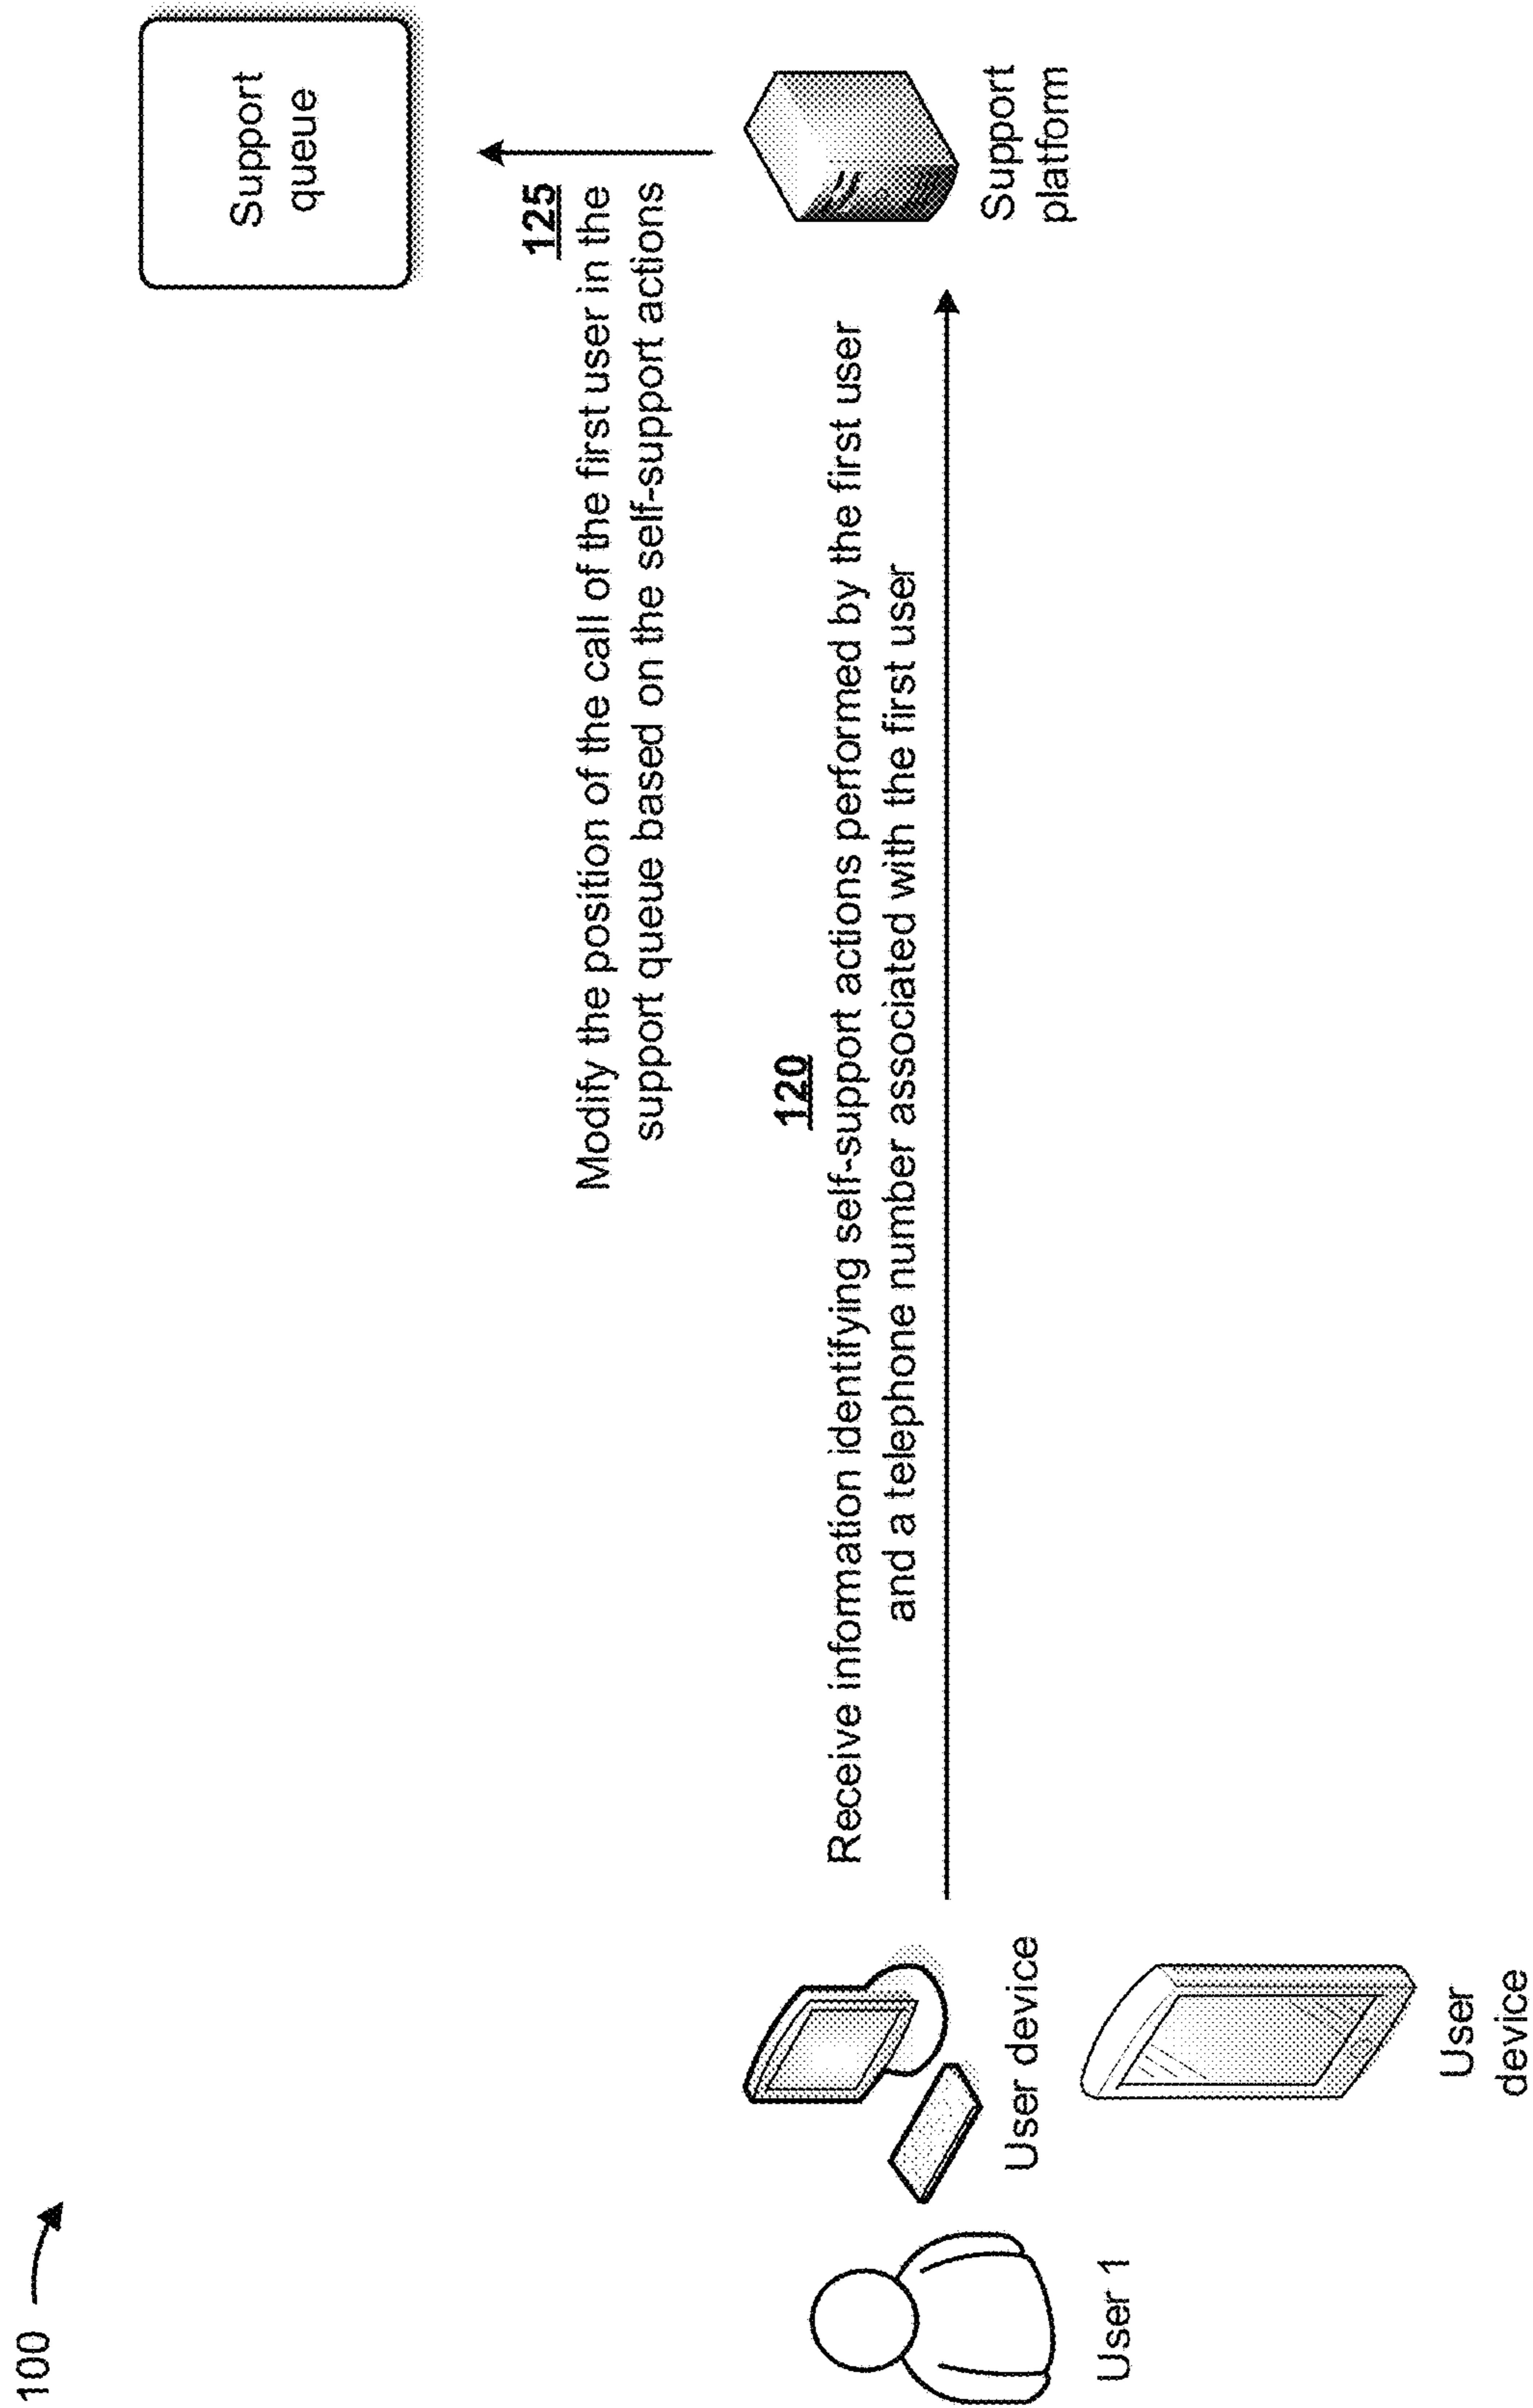 100
Support
queue
125
Modify the position of the call of the first user in the
support queue based on the self-support actions
120
Receive information identifying self-support actions performed by the first user
and a telephone number associated with the first user
User 1
User device
User
device
Support
platform